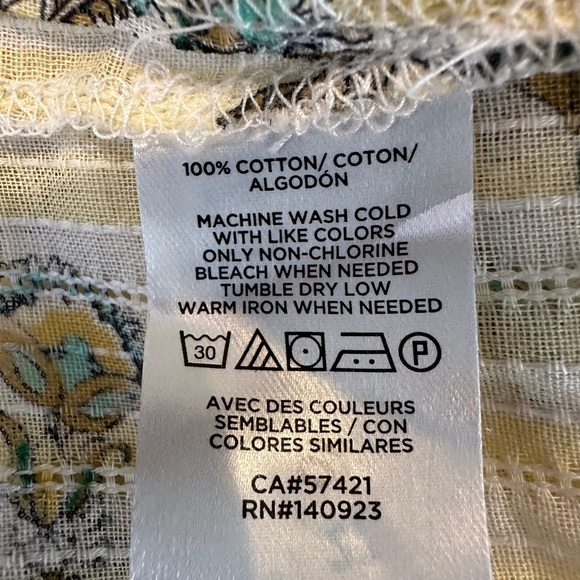 100% COTTON/ COTON/
ALGODÓN
MACHINE WASH COLD
WITH LIKE COLORS
ONLY NON-CHLORINE
BLEACH WHEN NEEDED
TUMBLE DRY LOW
WARM IRON WHEN NEEDED
30 P
AVEC DES COULEURS
SEMBLABLES / CON
COLORES SIMILARES
CA#57421
RN#140923